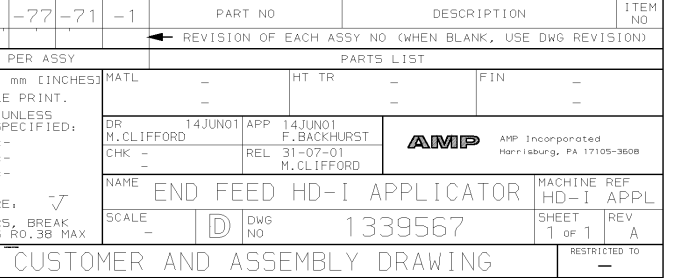 -77 -71 -1 PART NO DESCRIPTION ITEM NO
REVISION OF EACH ASSY NO (WHEN BLANK, USE DWG REVISION)
PER ASSY PARTS LIST
mm [INCHES] MATL - HT TR - FIN -
E PRINT. - - -
UNLESS
SPECIFIED:
DR 14JUN01 APP 14JUN01
M.CLIFFORD F.BACKHURST
CHK - REL 31-07-01
- M.CLIFFORD
AMP AMP Incorporated
Harrisburg, PA 17105-3608
NAME END FEED HD-I APPLICATOR
MACHINE REF
HD-I APPL
E:
S, BREAK
R0.38 MAX
SCALE - D DWG NO 1339567
SHEET 1 OF 1 REV A
CUSTOMER AND ASSEMBLY DRAWING
RESTRICTED TO
-